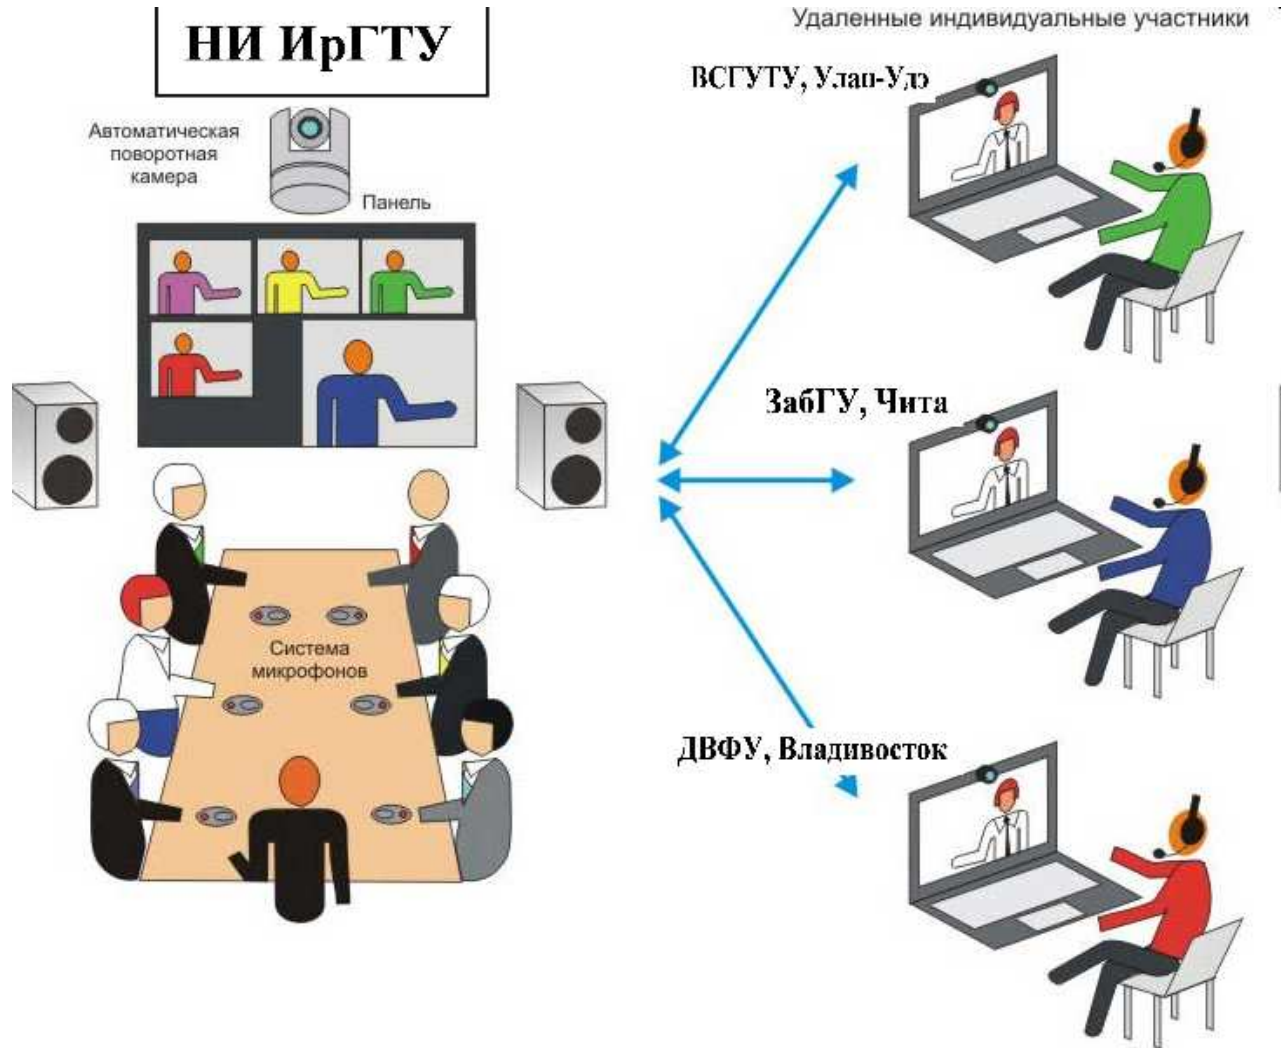 НИ ИрГТУ
Автоматическая
поворотная
камера
Панель
Система
микрофонов
Удаленные индивидуальные участники
ВСГУТУ, Улан-Удэ
ЗабГУ, Чита
ДВФУ, Владивосток